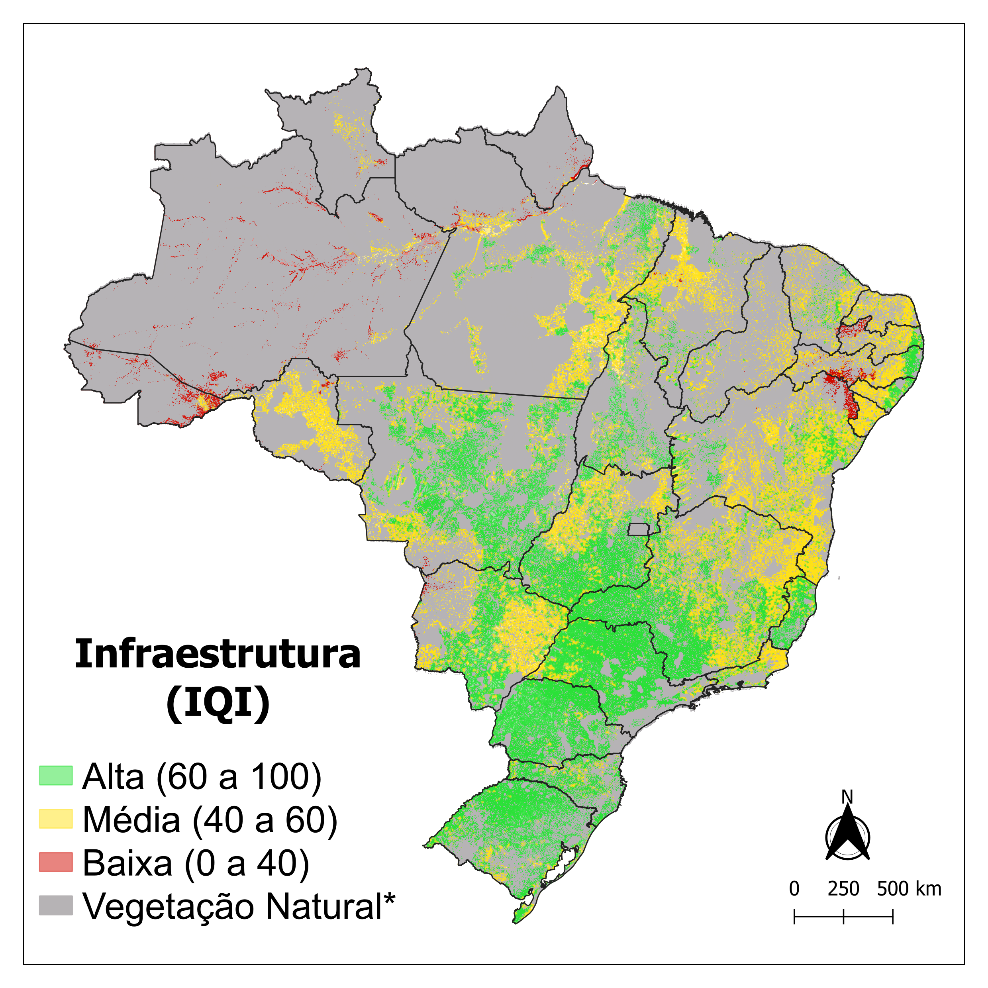 Infraestrutura
(IQI)
Alta (60 a 100)
Média (40 a 60)
Baixa (0 a 40)
Vegetação Natural*
N
0 250 500 km